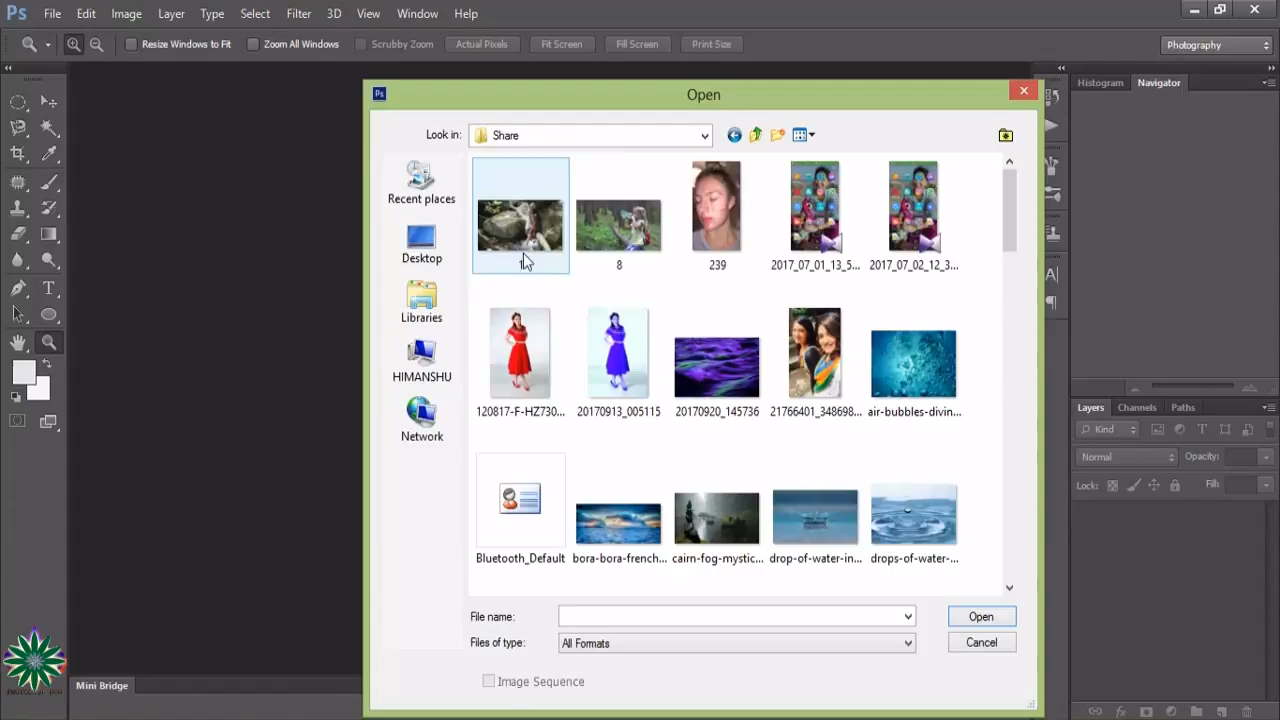 Ps File Edit Image Layer Type Select Filter 3D View Window Help
Resize Windows to Fit Zoom All Windows Scrubby Zoom Actual Pixels Fit Screen Fill Screen Print Size Photography
Ps Open
Histogram Navigator
Look in: Share
Recent places
Desktop
Libraries
HIMANSHU
Network
8 239 2017_07_01_13_5... 2017_07_02_12_3...
120817-F-HZ730... 20170913_005115 20170920_145736 21766401_348698... air-bubbles-divin...
Bluetooth_Default bora-bora-french... cairn-fog-mystic... drop-of-water-in... drops-of-water-...
File name: Open
Files of type: All Formats Cancel
Image Sequence
Layers Channels Paths
Kind
Normal Opacity:
Lock: Fill:
Mini Bridge